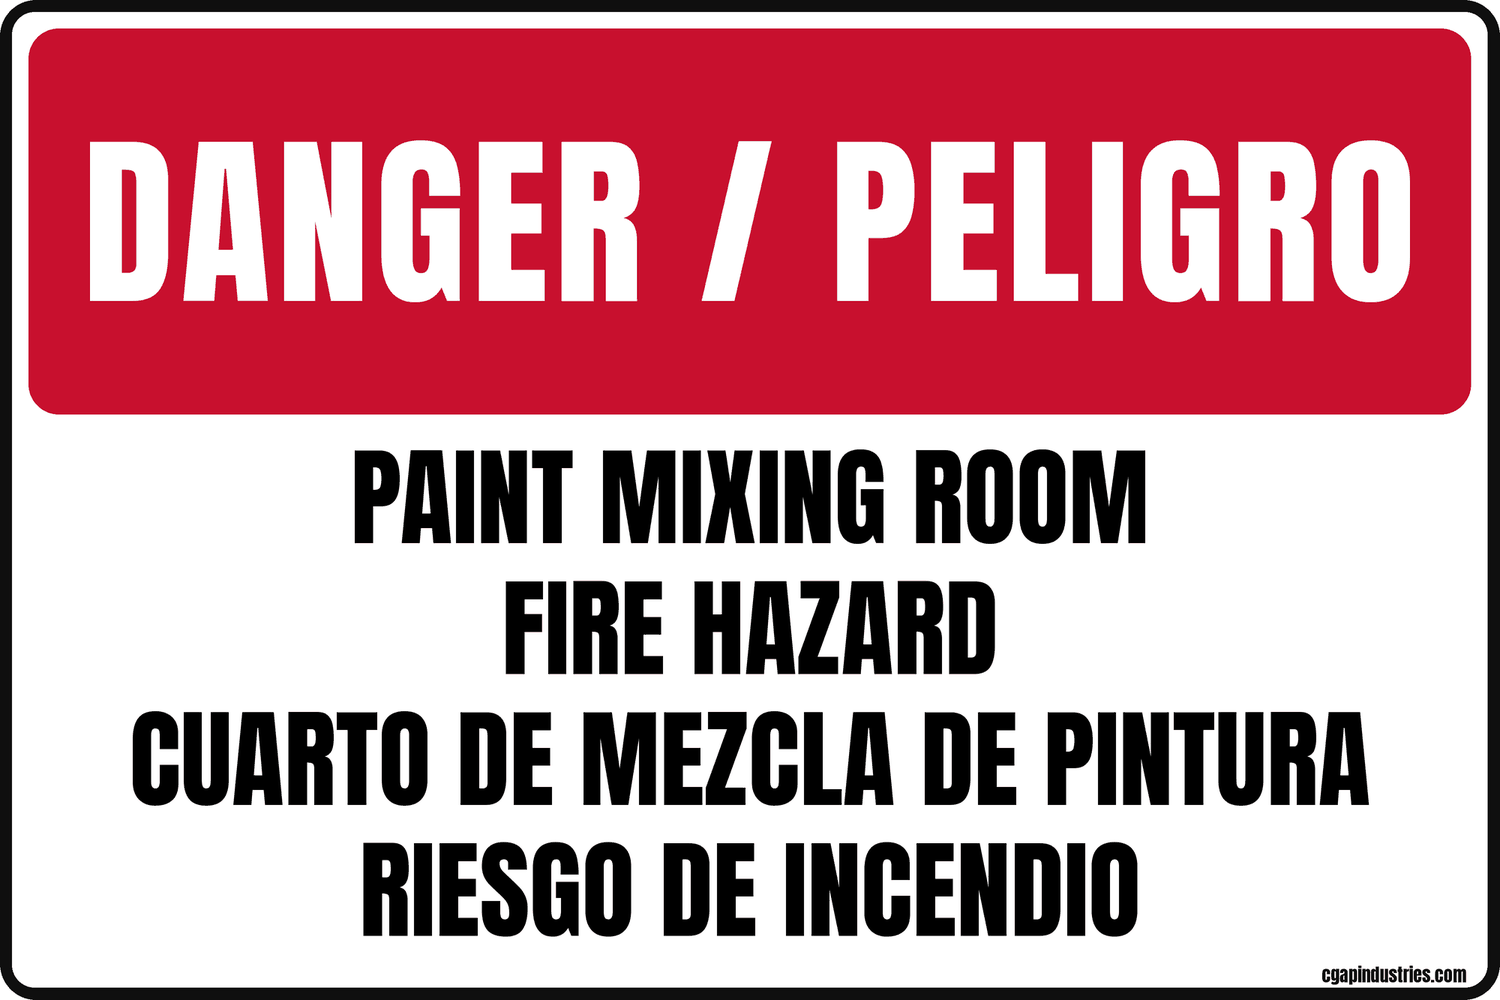 DANGER / PELIGRO
PAINT MIXING ROOM
FIRE HAZARD
CUARTO DE MEZCLA DE PINTURA
RIESGO DE INCENDIO
cgapindustries.com